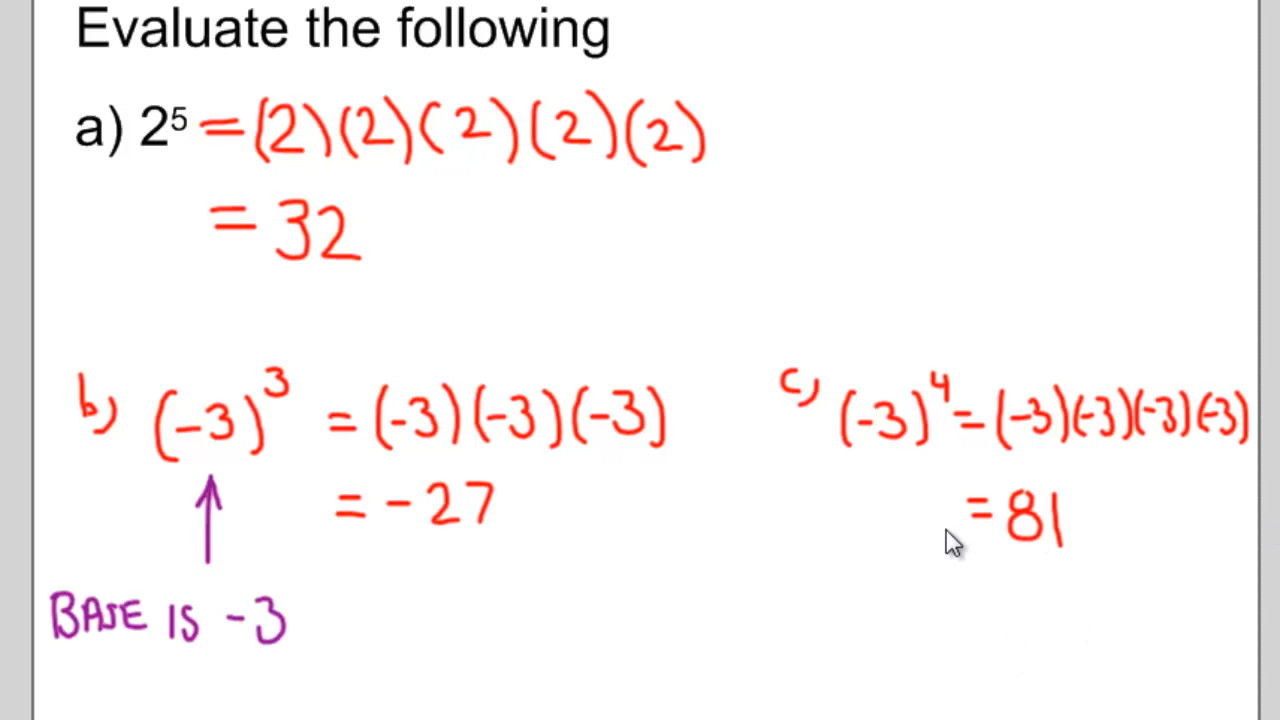 Evaluate the following
a) 2⁵ = (2)(2)(2)(2)(2)
= 32
b) (-3)³ = (-3)(-3)(-3)
= -27
c) (-3)⁴ = (-3)(-3)(-3)(-3)
= 81
BASE IS -3